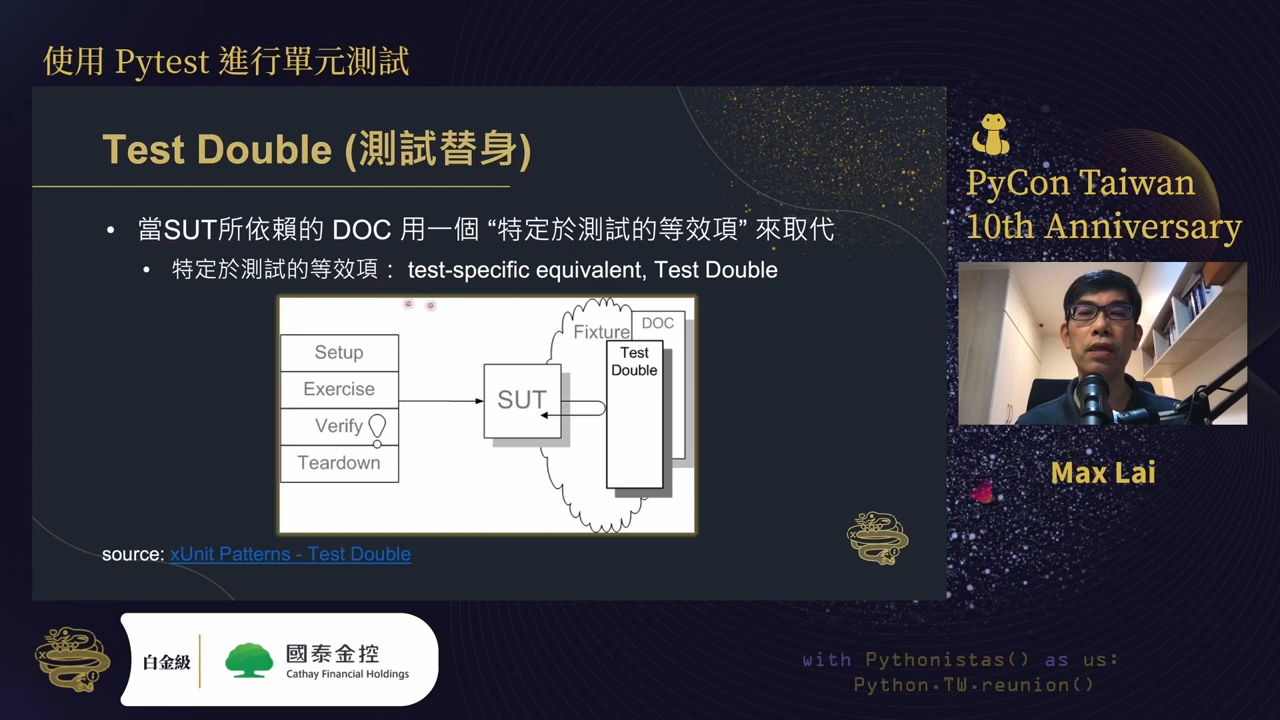 使用 Pytest 進行單元測試
Test Double (測試替身)
• 當SUT所依賴的 DOC 用一個 “特定於測試的等效項” 來取代
• 特定於測試的等效項： test-specific equivalent, Test Double
Setup
Exercise
Verify
Teardown
SUT
Fixture
DOC
Test
Double
source: xUnit Patterns - Test Double
PyCon Taiwan
10th Anniversary
Max Lai
白金級
國泰金控
Cathay Financial Holdings
with Pythonistas() as us:
Python.TW.reunion()